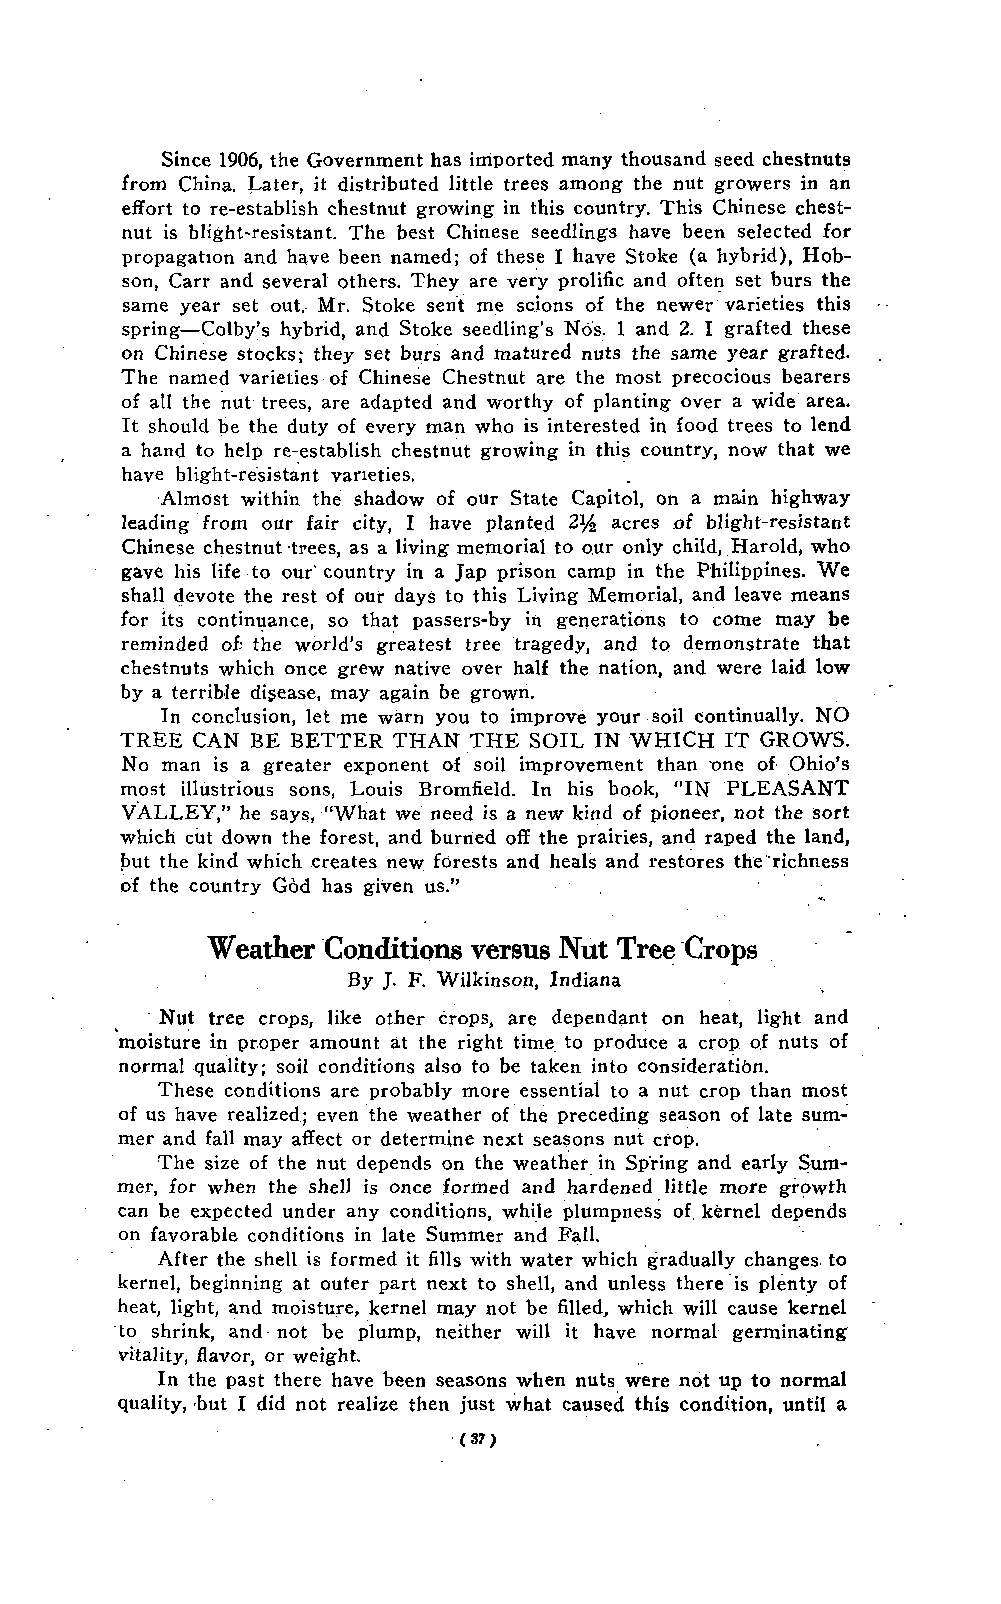 Since 1906, the Government has imported many thousand seed chestnuts
from China. Later, it distributed little trees among the nut growers in an
effort to re-establish chestnut growing in this country. This Chinese chest-
nut is blight-resistant. The best Chinese seedlings have been selected for
propagation and have been named; of these I have Stoke (a hybrid), Hob-
son, Carr and several others. They are very prolific and often set burs the
same year set out. Mr. Stoke sent me scions of the newer varieties this
spring—Colby's hybrid, and Stoke seedling's Nos. 1 and 2. I grafted these
on Chinese stocks; they set burs and matured nuts the same year grafted.
The named varieties of Chinese Chestnut are the most precocious bearers
of all the nut trees, are adapted and worthy of planting over a wide area.
It should be the duty of every man who is interested in food trees to lend
a hand to help re-establish chestnut growing in this country, now that we
have blight-resistant varieties.
Almost within the shadow of our State Capitol, on a main highway
leading from our fair city, I have planted 2½ acres of blight-resistant
Chinese chestnut trees, as a living memorial to our only child, Harold, who
gave his life to our country in a Jap prison camp in the Philippines. We
shall devote the rest of our days to this Living Memorial, and leave means
for its continuance, so that passers-by in generations to come may be
reminded of the world's greatest tree tragedy, and to demonstrate that
chestnuts which once grew native over half the nation, and were laid low
by a terrible disease, may again be grown.
In conclusion, let me warn you to improve your soil continually. NO
TREE CAN BE BETTER THAN THE SOIL IN WHICH IT GROWS.
No man is a greater exponent of soil improvement than one of Ohio's
most illustrious sons, Louis Bromfield. In his book, "IN PLEASANT
VALLEY," he says, "What we need is a new kind of pioneer, not the sort
which cut down the forest, and burned off the prairies, and raped the land,
but the kind which creates new forests and heals and restores the richness
of the country God has given us."
Weather Conditions versus Nut Tree Crops
By J. F. Wilkinson, Indiana
Nut tree crops, like other crops, are dependant on heat, light and
moisture in proper amount at the right time to produce a crop of nuts of
normal quality; soil conditions also to be taken into consideration.
These conditions are probably more essential to a nut crop than most
of us have realized; even the weather of the preceding season of late sum-
mer and fall may affect or determine next seasons nut crop.
The size of the nut depends on the weather in Spring and early Sum-
mer, for when the shell is once formed and hardened little more growth
can be expected under any conditions, while plumpness of kernel depends
on favorable conditions in late Summer and Fall.
After the shell is formed it fills with water which gradually changes to
kernel, beginning at outer part next to shell, and unless there is plenty of
heat, light, and moisture, kernel may not be filled, which will cause kernel
to shrink, and not be plump, neither will it have normal germinating
vitality, flavor, or weight.
In the past there have been seasons when nuts were not up to normal
quality, but I did not realize then just what caused this condition, until a
(37)